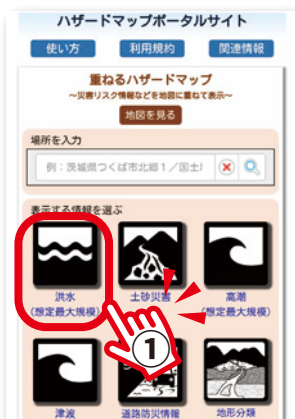 ハザードマップポータルサイト
使い方 利用規約 関連情報
重ねるハザードマップ
～災害リスク情報などを地図に重ねて表示～
地図を見る
場所を入力
例：茨城県つくば市北郷1／国土
表示する情報を選ぶ
洪水
(想定最大規模)
土砂災害
高潮
(想定最大規模)
①
津波 道路防災情報 地形分類